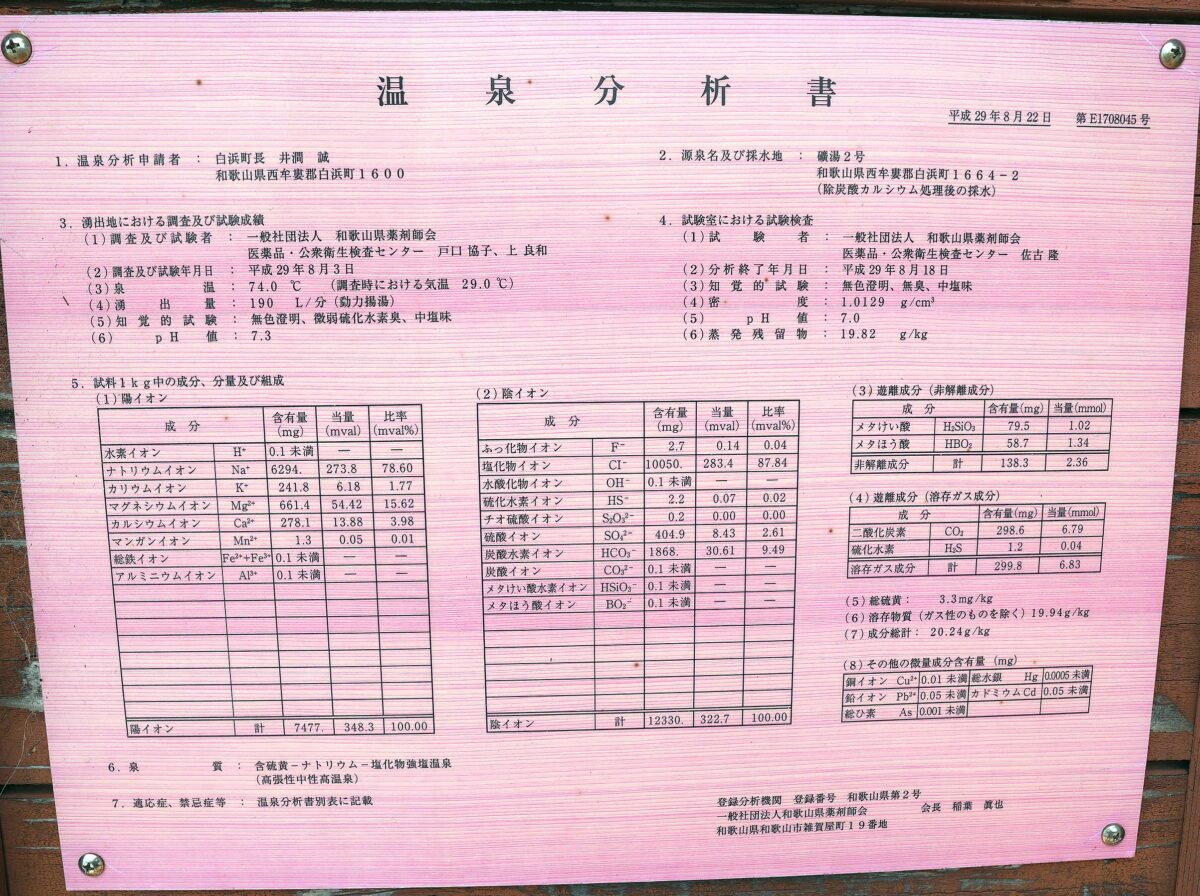 温泉分析書
平成29年8月22日 第E1708045号
1．温泉分析申請者 ： 白浜町長 井澗 誠
和歌山県西牟婁郡白浜町1600
2．源泉名及び採水地 ： 礦湯2号
和歌山県西牟婁郡白浜町1664－2
（除炭酸カルシウム処理後の採水）
3．湧出地における調査及び試験成績
(1)調査及び試験者 ： 一般社団法人 和歌山県薬剤師会
医薬品・公衆衛生検査センター 戸口 協子、上 良和
(2)調査及び試験年月日 ： 平成29年8月3日
(3)泉温 ： 74.0 ℃ （調査時における気温 29.0℃）
(4)湧出量 ： 190 L/分（動力揚湯）
(5)知覚的試験 ： 無色澄明、微弱硫化水素臭、中塩味
(6) pH値 ： 7.3
4．試験室における試験検査
(1)試験者 ： 一般社団法人 和歌山県薬剤師会
医薬品・公衆衛生検査センター 佐古 隆
(2)分析終了年月日 ： 平成29年8月18日
(3)知覚的試験 ： 無色澄明、無臭、中塩味
(4)密度 ： 1.0129 g/cm³
(5) pH値 ： 7.0
(6)蒸発残留物 ： 19.82 g/kg
5．試料1kg中の成分、分量及び組成
(1)陽イオン
成分 含有量(mg) 当量(mval) 比率(mval%)
水素イオン H⁺ 0.1未満 — —
ナトリウムイオン Na⁺ 6294. 273.8 78.60
カリウムイオン K⁺ 241.8 6.18 1.77
マグネシウムイオン Mg²⁺ 661.4 54.42 15.62
カルシウムイオン Ca²⁺ 278.1 13.88 3.98
マンガンイオン Mn²⁺ 1.3 0.05 0.01
総鉄イオン Fe²⁺+Fe³⁺ 0.1未満 — —
アルミニウムイオン Al³⁺ 0.1未満 — —
陽イオン 計 7477. 348.3 100.00
(2)陰イオン
成分 含有量(mg) 当量(mval) 比率(mval%)
ふっ化物イオン F⁻ 2.7 0.14 0.04
塩化物イオン Cl⁻ 10050. 283.4 87.84
水酸化物イオン OH⁻ 0.1未満 — —
硫化水素イオン HS⁻ 2.2 0.07 0.02
チオ硫酸イオン S₂O₃²⁻ 0.2 0.00 0.00
硫酸イオン SO₄²⁻ 404.9 8.43 2.61
炭酸水素イオン HCO₃⁻ 1868. 30.61 9.49
炭酸イオン CO₃²⁻ 0.1未満 — —
メタけい酸水素イオン HSiO₃⁻ 0.1未満 — —
メタほう酸イオン BO₂⁻ 0.1未満 — —
陰イオン 計 12330. 322.7 100.00
(3)遊離成分（非解離成分）
成分 含有量(mg) 当量(mmol)
メタけい酸 H₂SiO₃ 79.5 1.02
メタほう酸 HBO₂ 58.7 1.34
非解離成分 計 138.3 2.36
(4)遊離成分（溶存ガス成分）
成分 含有量(mg) 当量(mmol)
二酸化炭素 CO₂ 298.6 6.79
硫化水素 H₂S 1.2 0.04
溶存ガス成分 計 299.8 6.83
(5)総硫黄： 3.3mg/kg
(6)溶存物質（ガス性のものを除く）19.94g/kg
(7)成分総計： 20.24g/kg
(8)その他の微量成分含有量 (mg)
銅イオン Cu²⁺ 0.01未満 総水銀 Hg 0.0005未満
鉛イオン Pb²⁺ 0.05未満 カドミウムCd 0.05未満
総ひ素 As 0.001未満
6．泉質 ： 含硫黄－ナトリウム－塩化物強塩温泉
（高張性中性高温泉）
7．適応症、禁忌症等 ： 温泉分析書別表に記載
登録分析機関 登録番号 和歌山県第2号
一般社団法人和歌山県薬剤師会 会長 稲葉 眞也
和歌山県和歌山市雑賀屋町19番地